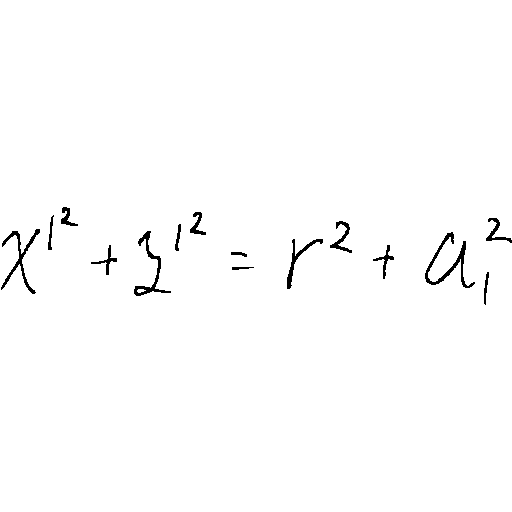 x'² + z'² = r² + a₁²